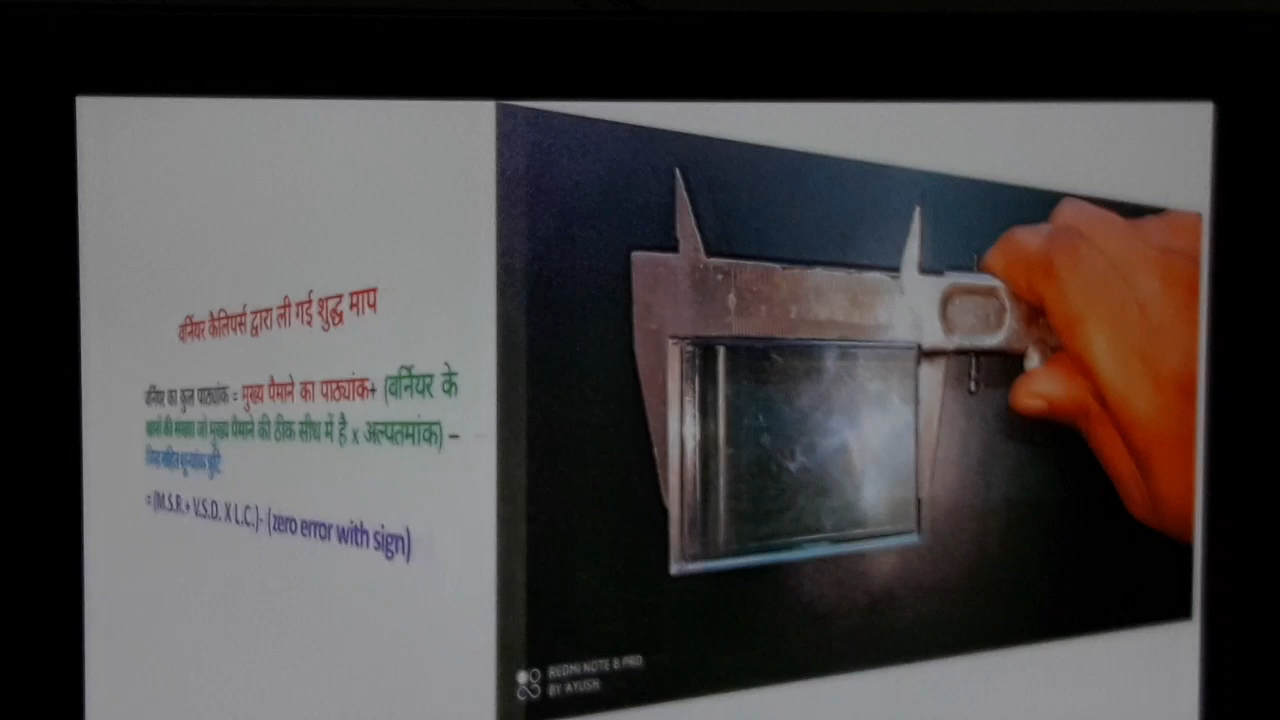 वर्नियर कैलिपर्स द्वारा ली गई शुद्ध माप
वर्नियर का कुल पाठ्यांक = मुख्य पैमाने का पाठ्यांक+ (वर्नियर के
खानों की संख्या जो मुख्य पैमाने की ठीक सीध में है x अल्पतमांक) –
चिन्ह सहित शून्यांक त्रुटि
= (M.S.R.+ V.S.D. X L.C.)- (zero error with sign)
REDMI NOTE 8 PRO
BY AYUSH